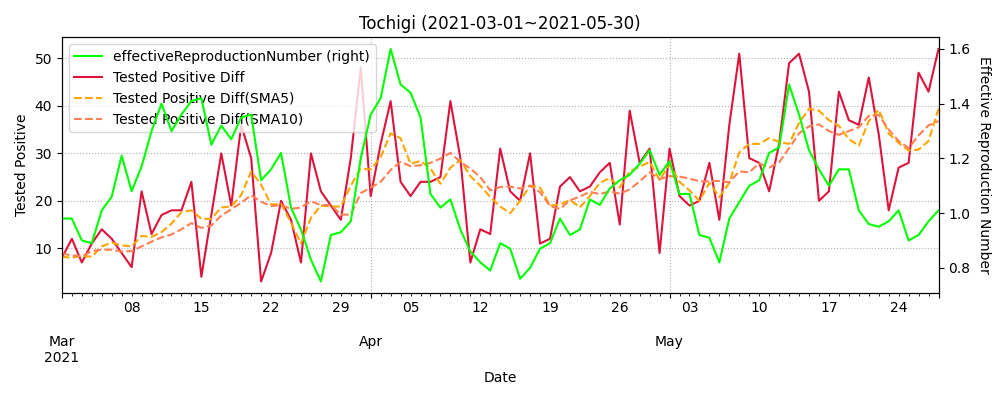 Tochigi (2021-03-01~2021-05-30)
effectiveReproductionNumber (right)
Tested Positive Diff
Tested Positive Diff(SMA5)
Tested Positive Diff(SMA10)
Tested Positive
50
40
30
20
10
Effective Reproduction Number
1.6
1.4
1.2
1.0
0.8
08 15 22 29 05 12 19 26 03 10 17 24
Mar Apr May
2021
Date